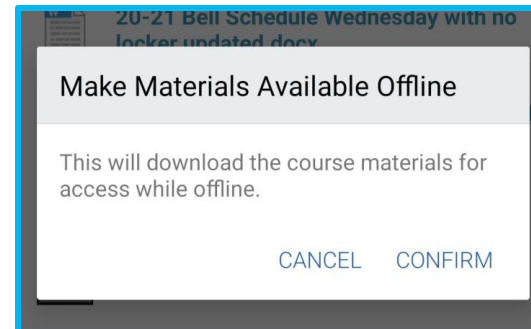 20-21 Bell Schedule Wednesday with no
locker updated.docx
Make Materials Available Offline
This will download the course materials for
access while offline.
CANCEL CONFIRM